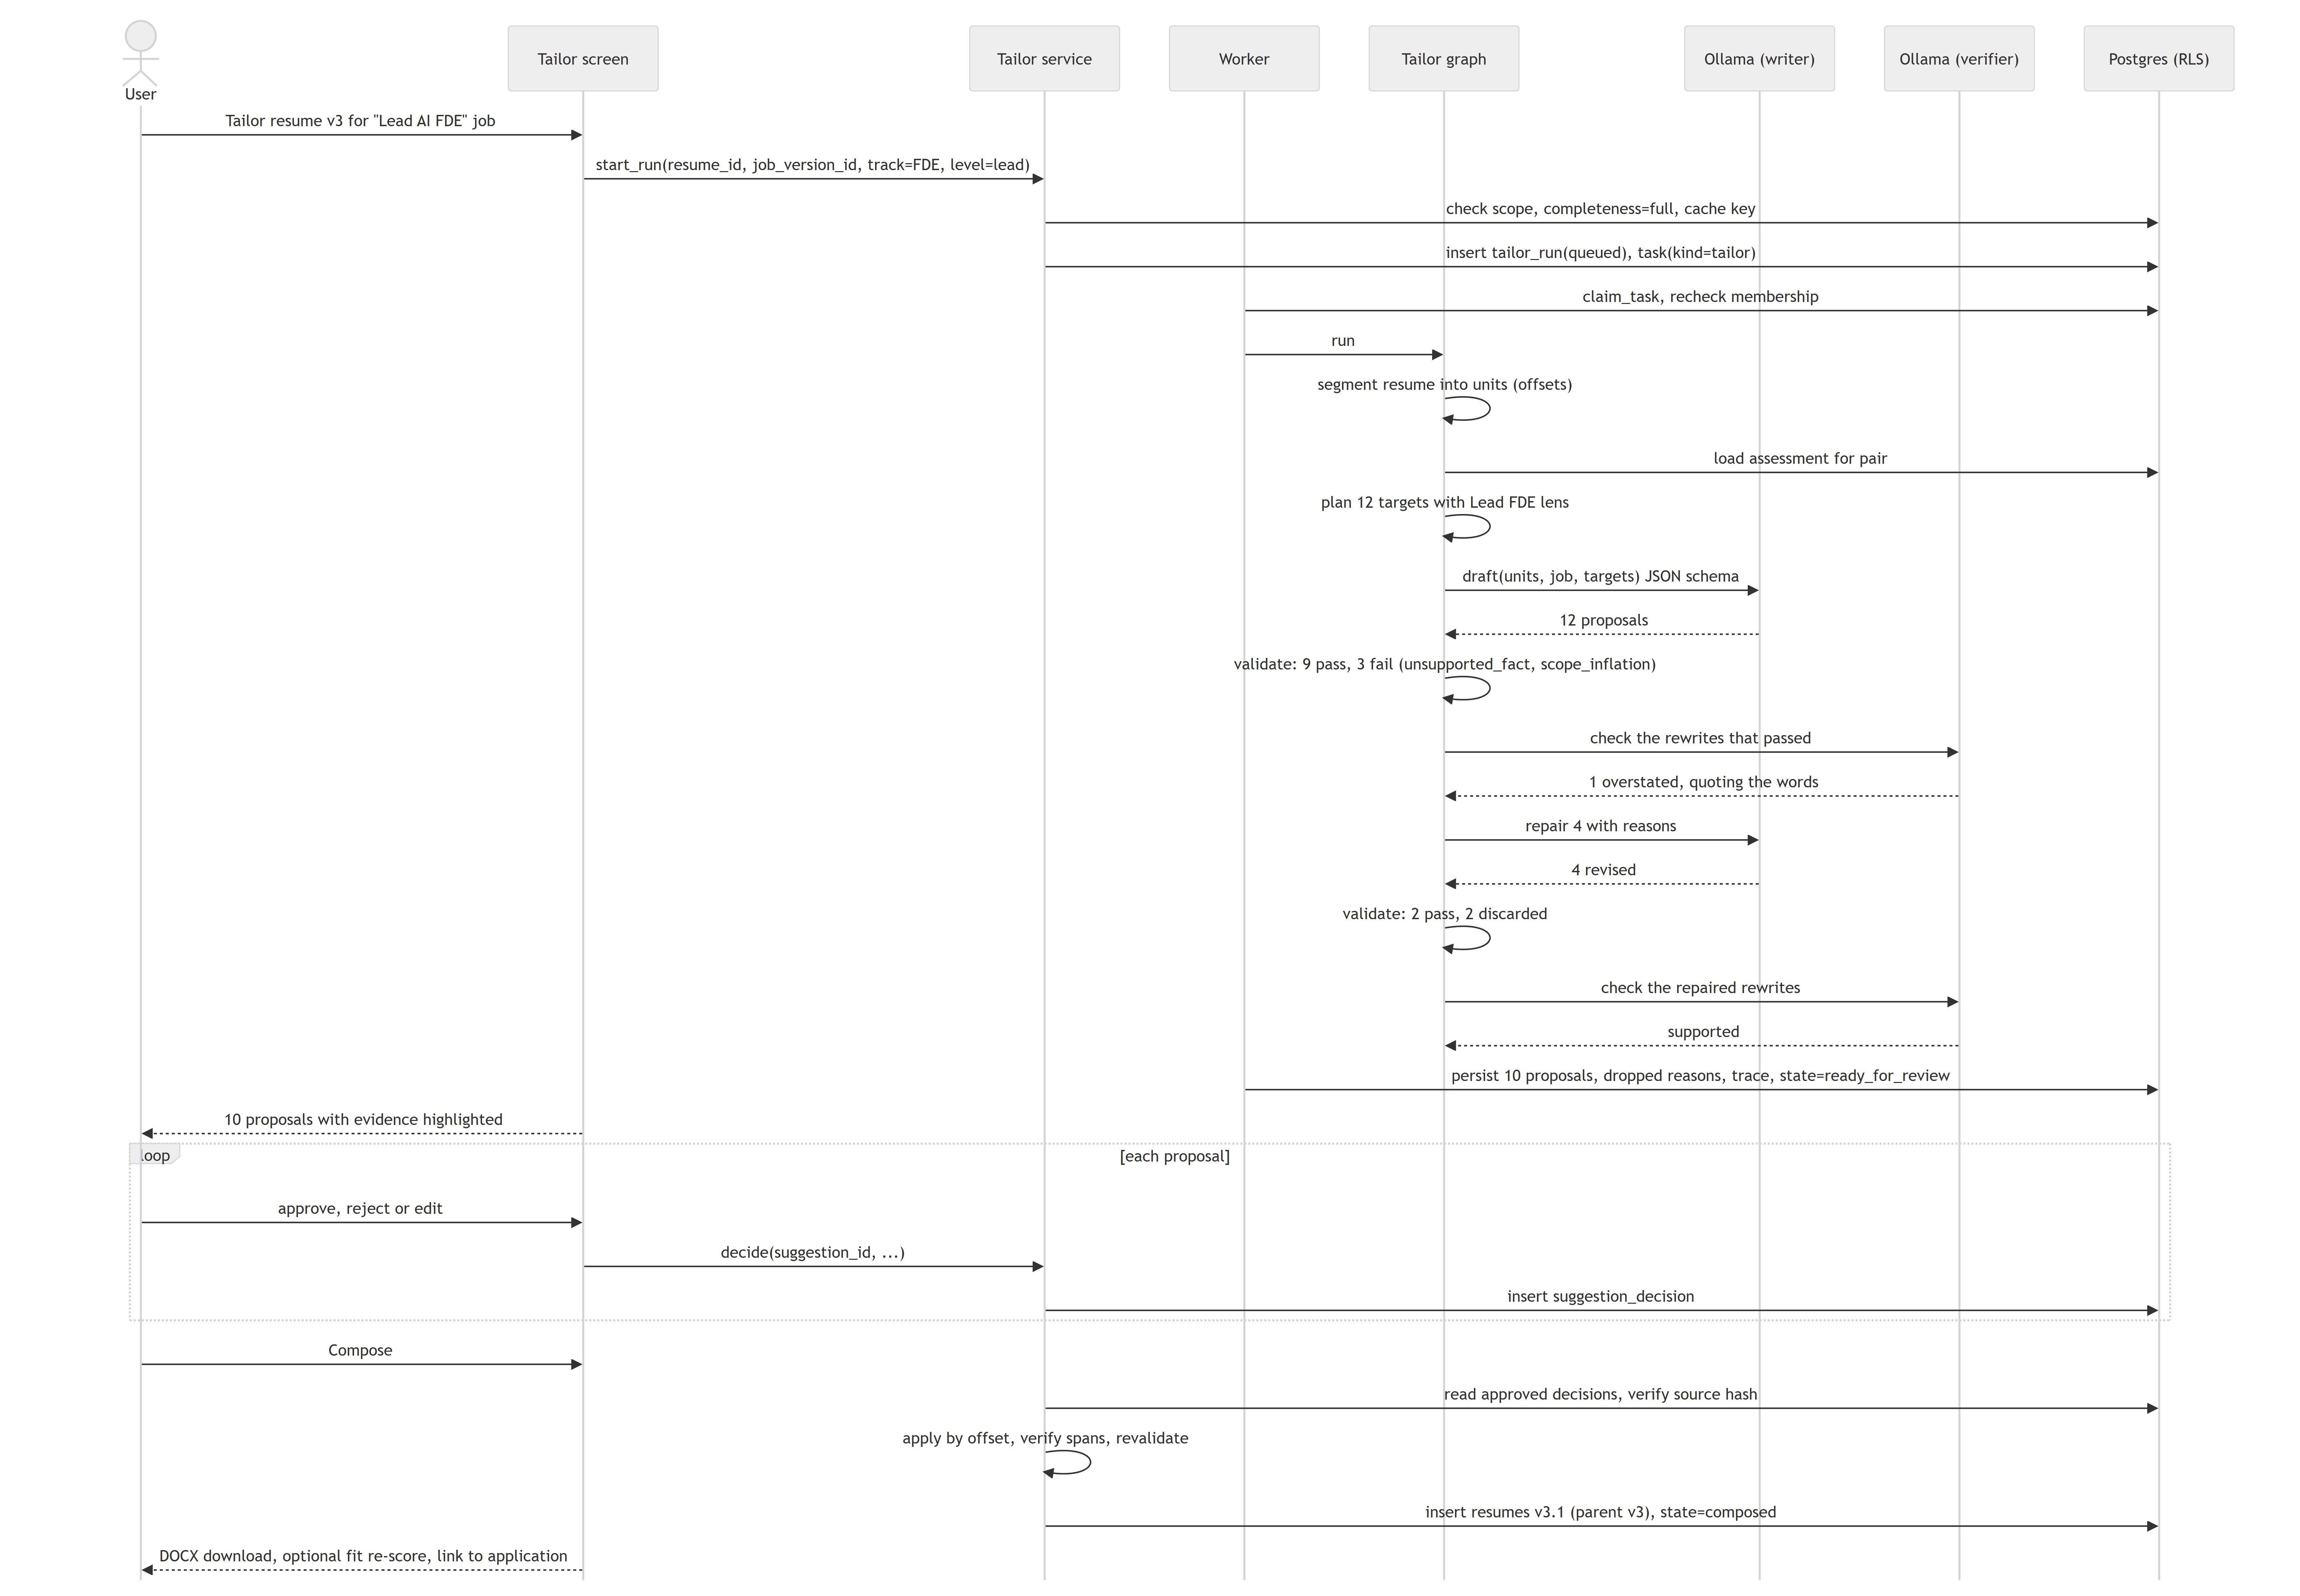 User
Tailor screen
Tailor service
Worker
Tailor graph
Ollama (writer)
Ollama (verifier)
Postgres (RLS)
Tailor resume v3 for "Lead AI FDE" job
start_run(resume_id, job_version_id, track=FDE, level=lead)
check scope, completeness=full, cache key
insert tailor_run(queued), task(kind=tailor)
claim_task, recheck membership
run
segment resume into units (offsets)
load assessment for pair
plan 12 targets with Lead FDE lens
draft(units, job, targets) JSON schema
12 proposals
validate: 9 pass, 3 fail (unsupported_fact, scope_inflation)
check the rewrites that passed
1 overstated, quoting the words
repair 4 with reasons
4 revised
validate: 2 pass, 2 discarded
check the repaired rewrites
supported
persist 10 proposals, dropped reasons, trace, state=ready_for_review
10 proposals with evidence highlighted
loop
[each proposal]
approve, reject or edit
decide(suggestion_id, ...)
insert suggestion_decision
Compose
read approved decisions, verify source hash
apply by offset, verify spans, revalidate
insert resumes v3.1 (parent v3), state=composed
DOCX download, optional fit re-score, link to application